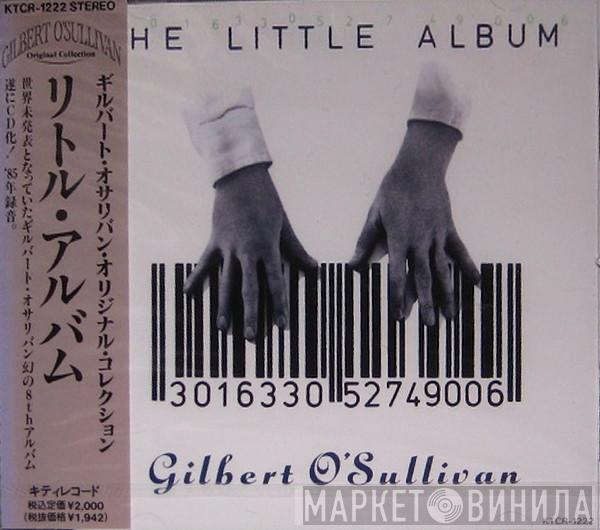 KTCR-1222 STEREO
GILBERT O'SULLIVAN
Original Collection
ギルバート・オサリバン・オリジナル・コレクション
リトル・アルバム
世界未発表となっていたギルバート・オサリバン幻の8thアルバム
遂にCD化！'85年録音。
キティレコード
税込定価¥2,000
(税抜価格¥1,942)
HE LITTLE ALBUM
3016330 52749006
Gilbert O'Sullivan
МАРКЕТ ВИНИЛА
KTCR-1222